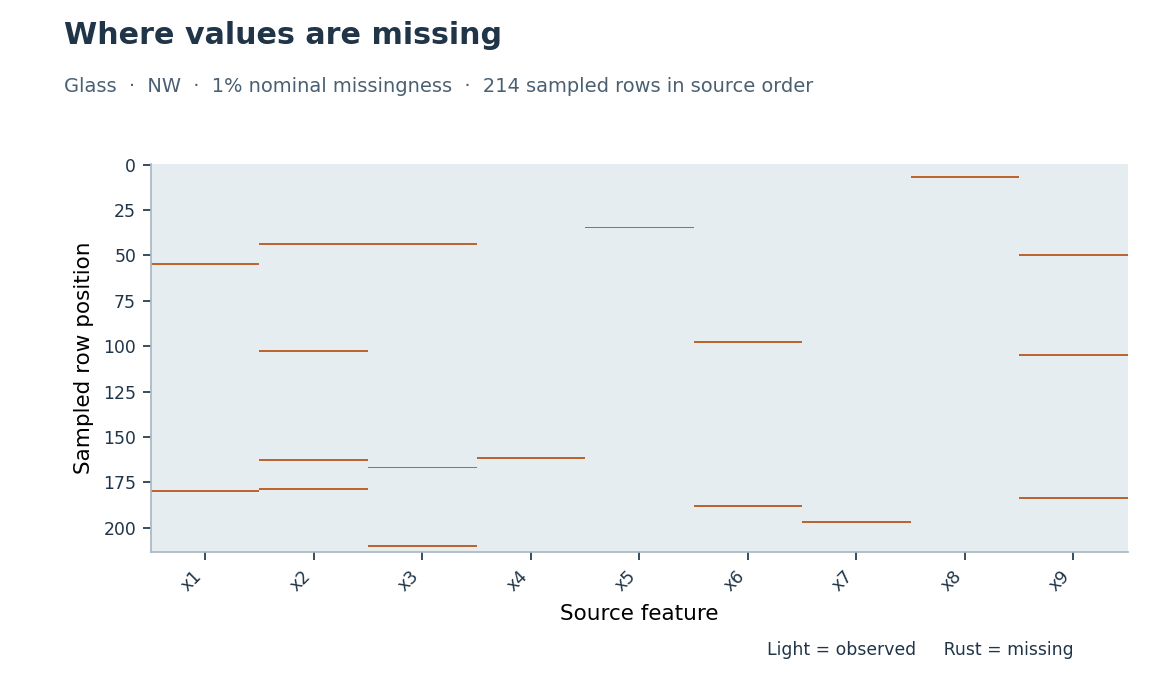 Where values are missing
Glass · NW · 1% nominal missingness · 214 sampled rows in source order
0
25
50
75
100
125
150
175
200
Sampled row position
x1 x2 x3 x4 x5 x6 x7 x8 x9
Source feature
Light = observed Rust = missing